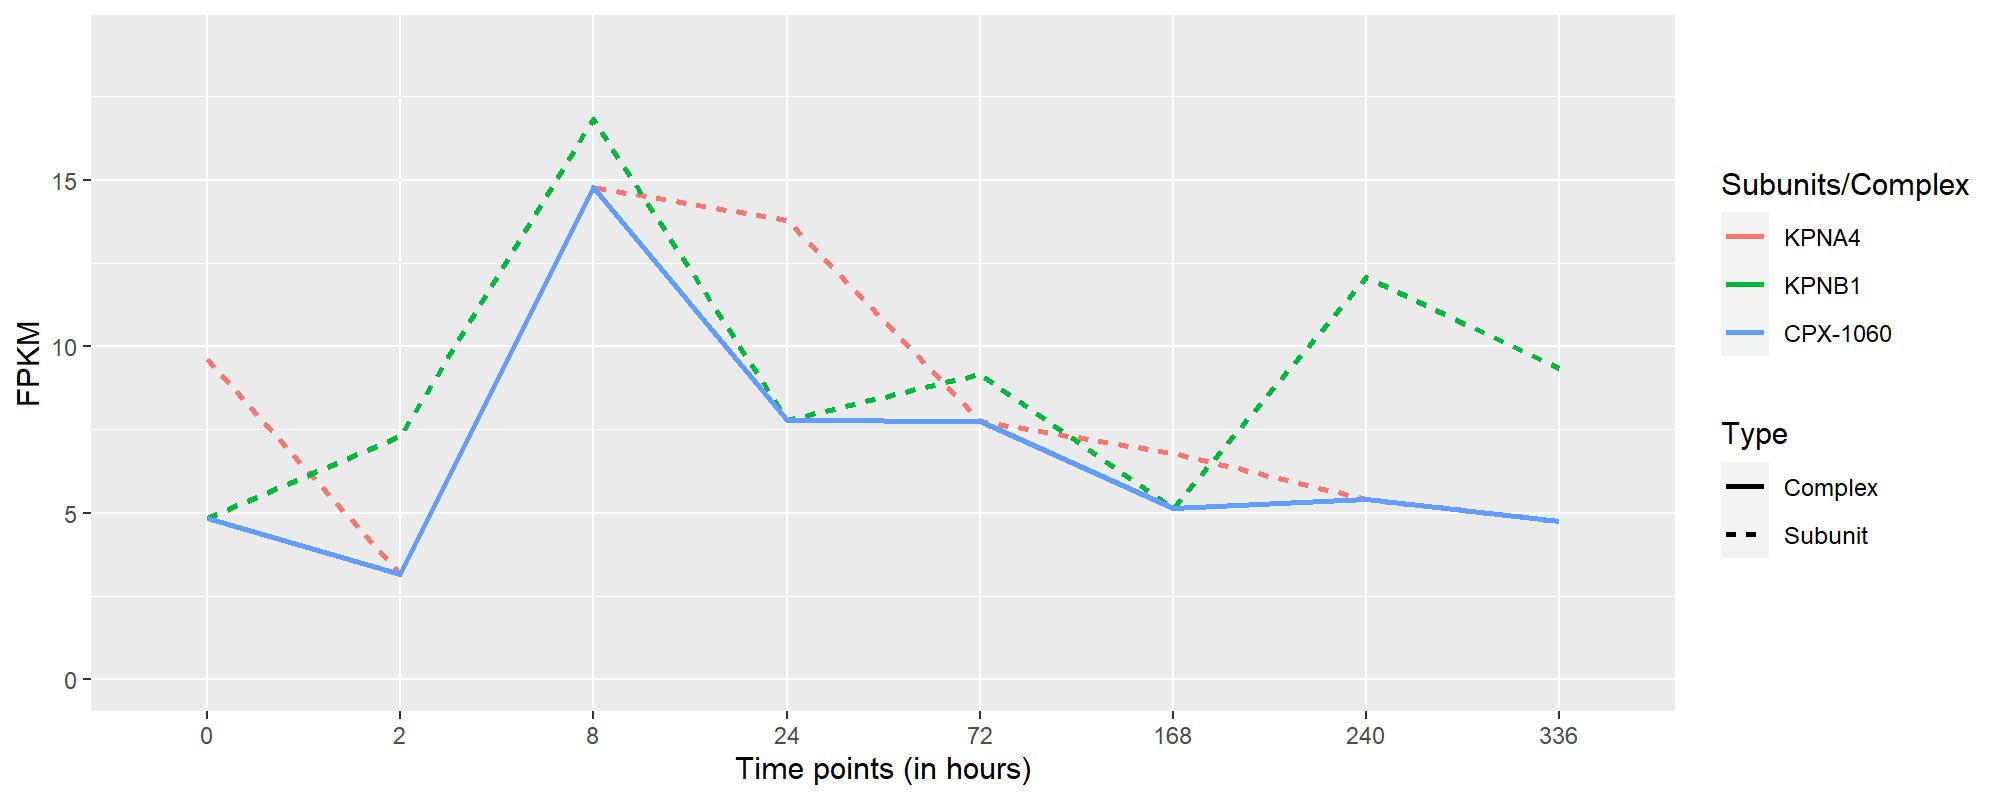 FPKM
15
10
5
0
0 2 8 24 72 168 240 336
Time points (in hours)
Subunits/Complex
KPNA4
KPNB1
CPX-1060
Type
Complex
Subunit